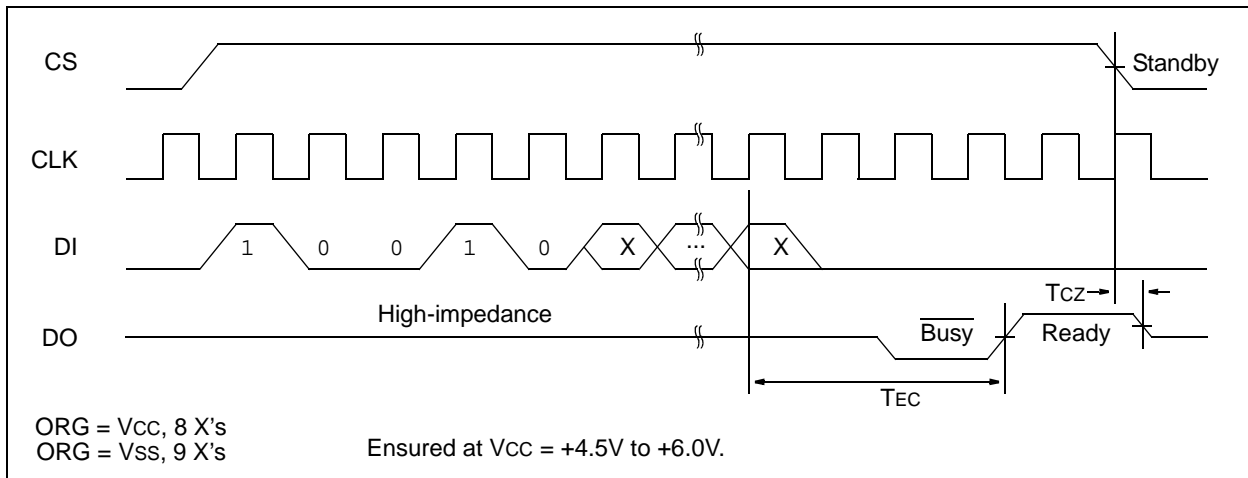 CS
Standby
CLK
DI
1 0 0 1 0 X ... X
TCZ
High-impedance
DO
Busy
Ready
TEC
ORG = VCC, 8 X's
ORG = VSS, 9 X's
Ensured at VCC = +4.5V to +6.0V.